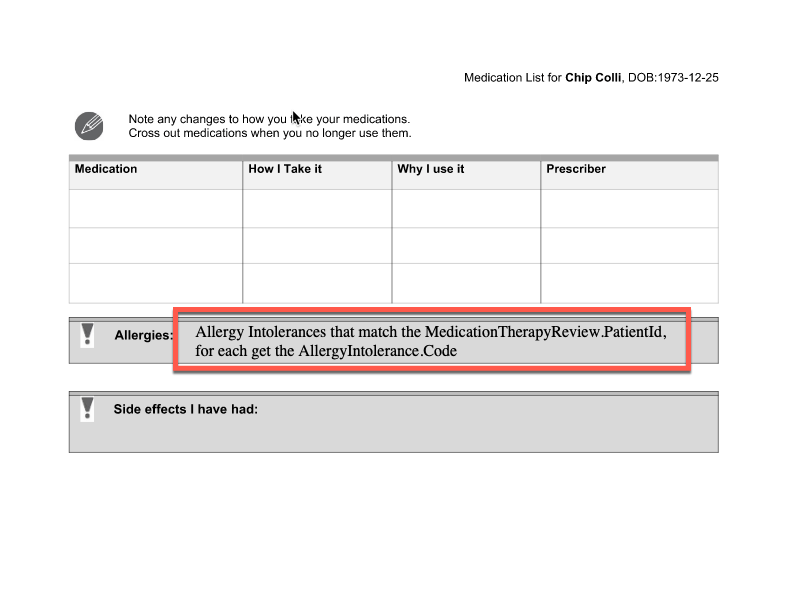 Medication List for Chip Colli, DOB:1973-12-25
Note any changes to how you take your medications.
Cross out medications when you no longer use them.
Medication How I Take it Why I use it Prescriber
Allergies: Allergy Intolerances that match the MedicationTherapyReview.PatientId,
for each get the AllergyIntolerance.Code
Side effects I have had: